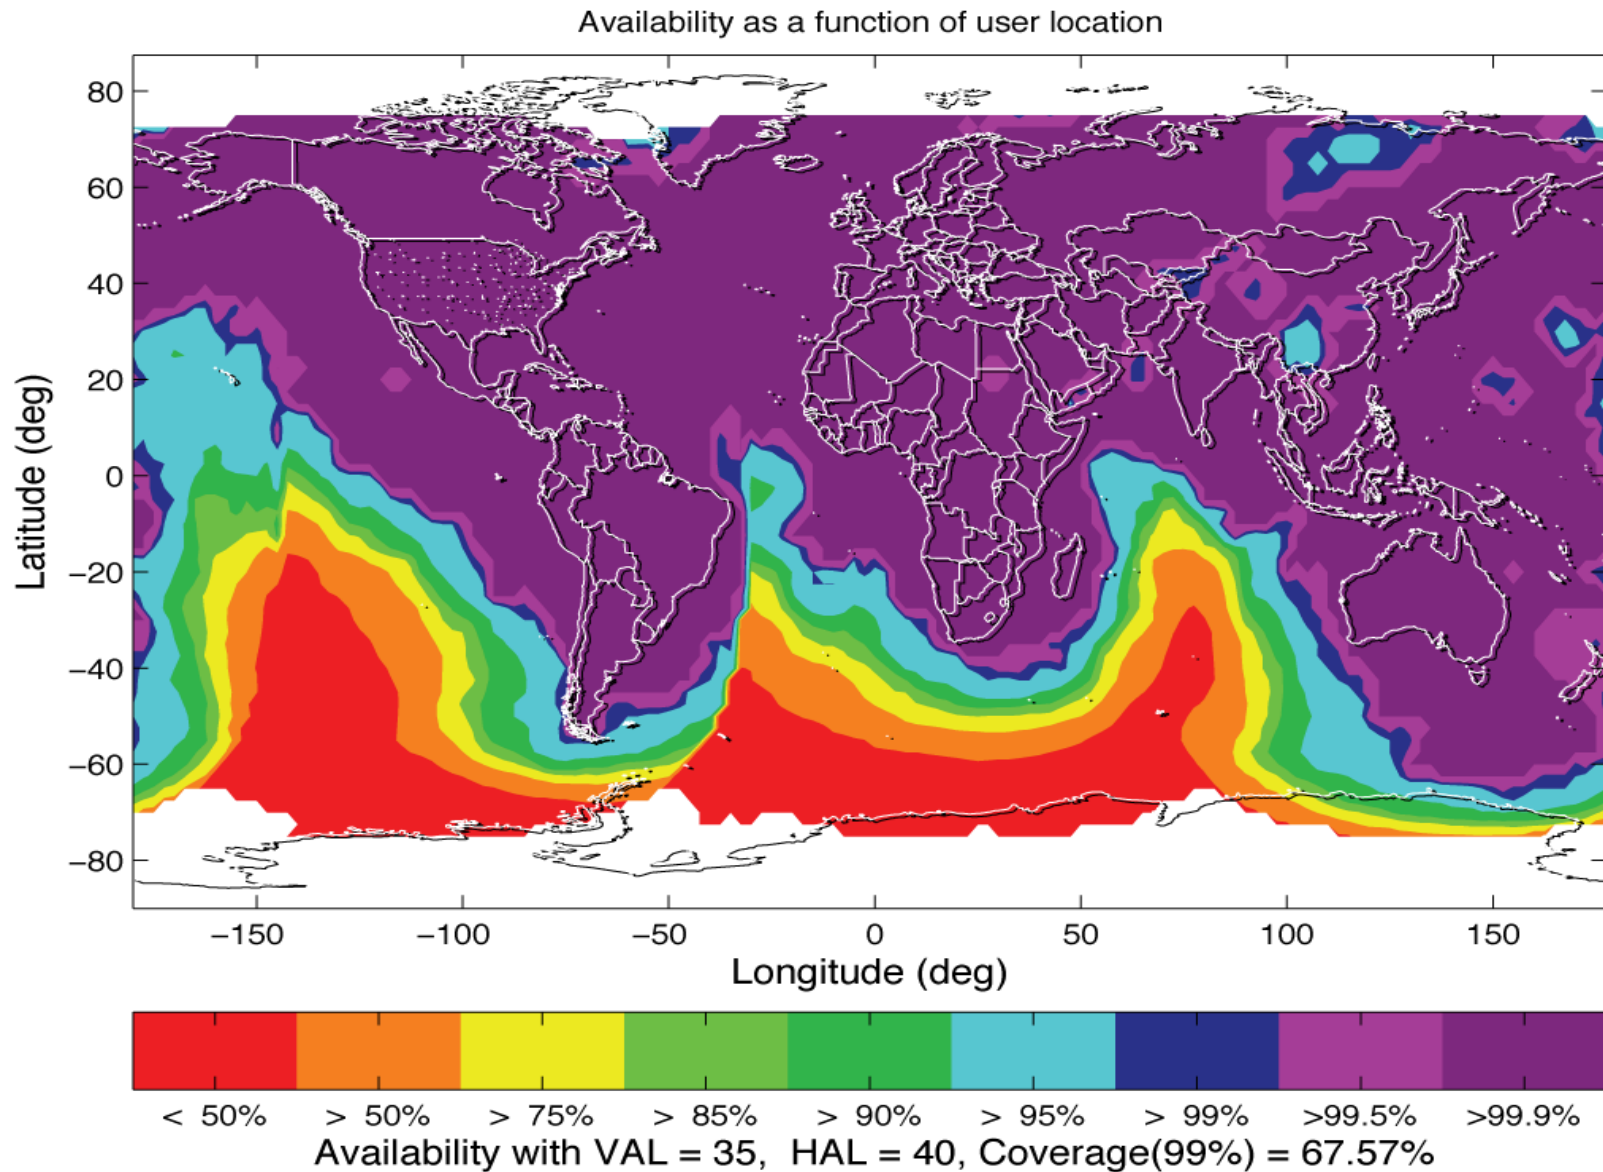 Availability as a function of user location
80
60
40
20
0
−20
−40
−60
−80
Latitude (deg)
−150 −100 −50 0 50 100 150
Longitude (deg)
< 50% > 50% > 75% > 85% > 90% > 95% > 99% >99.5% >99.9%
Availability with VAL = 35, HAL = 40, Coverage(99%) = 67.57%